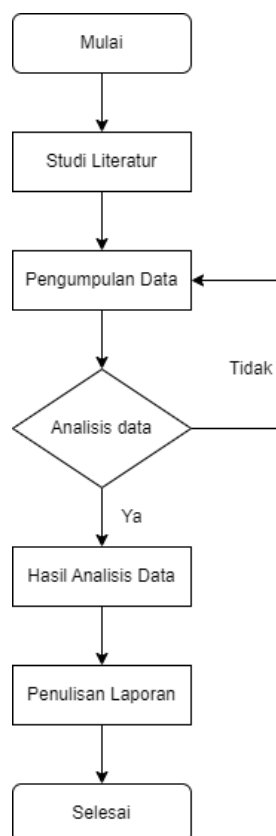 Mulai
Studi Literatur
Pengumpulan Data
Tidak
Analisis data
Ya
Hasil Analisis Data
Penulisan Laporan
Selesai